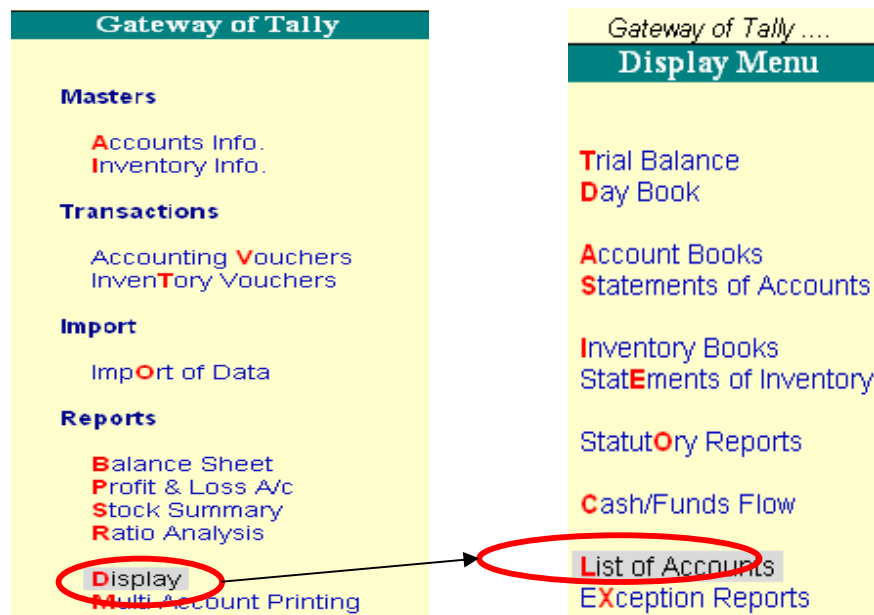 Gateway of Tally
Masters
Accounts Info.
Inventory Info.
Transactions
Accounting Vouchers
InvenTory Vouchers
Import
ImpOrt of Data
Reports
Balance Sheet
Profit & Loss A/c
Stock Summary
Ratio Analysis
Display
Multi Account Printing
Gateway of Tally ....
Display Menu
Trial Balance
Day Book
Account Books
Statements of Accounts
Inventory Books
StatEments of Inventory
StatutOry Reports
Cash/Funds Flow
List of Accounts
EXception Reports